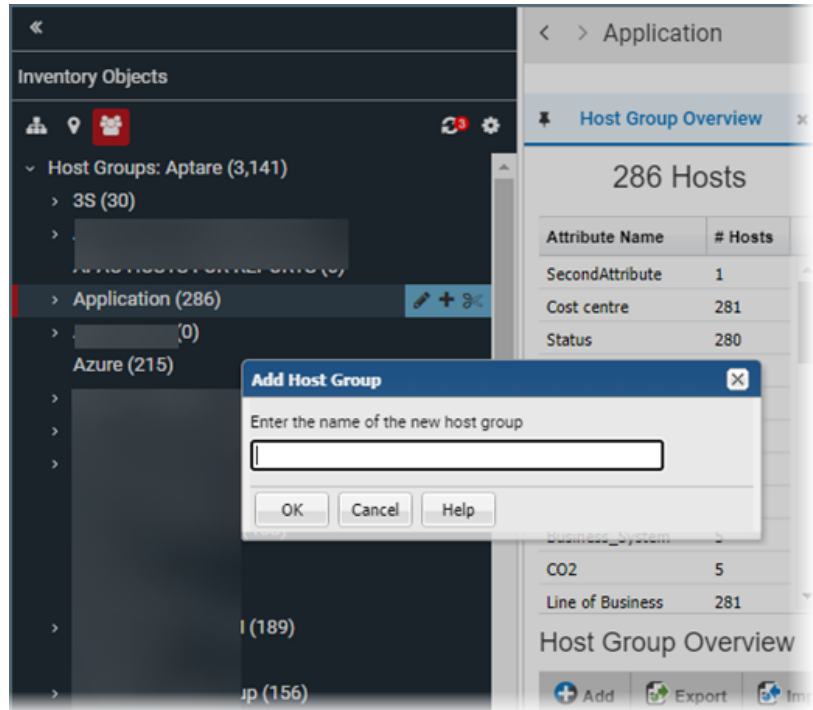 Application
Inventory Objects
Host Group Overview
3
Host Groups: Aptare (3,141)
3S (30)
286 Hosts
Attribute Name # Hosts
SecondAttribute 1
Application (286)
Cost centre 281
(0)
Status 280
Azure (215)
Add Host Group
Enter the name of the new host group
OK Cancel Help
Business_System 5
CO2 5
Line of Business 281
(189)
Host Group Overview
(156)
Add Export